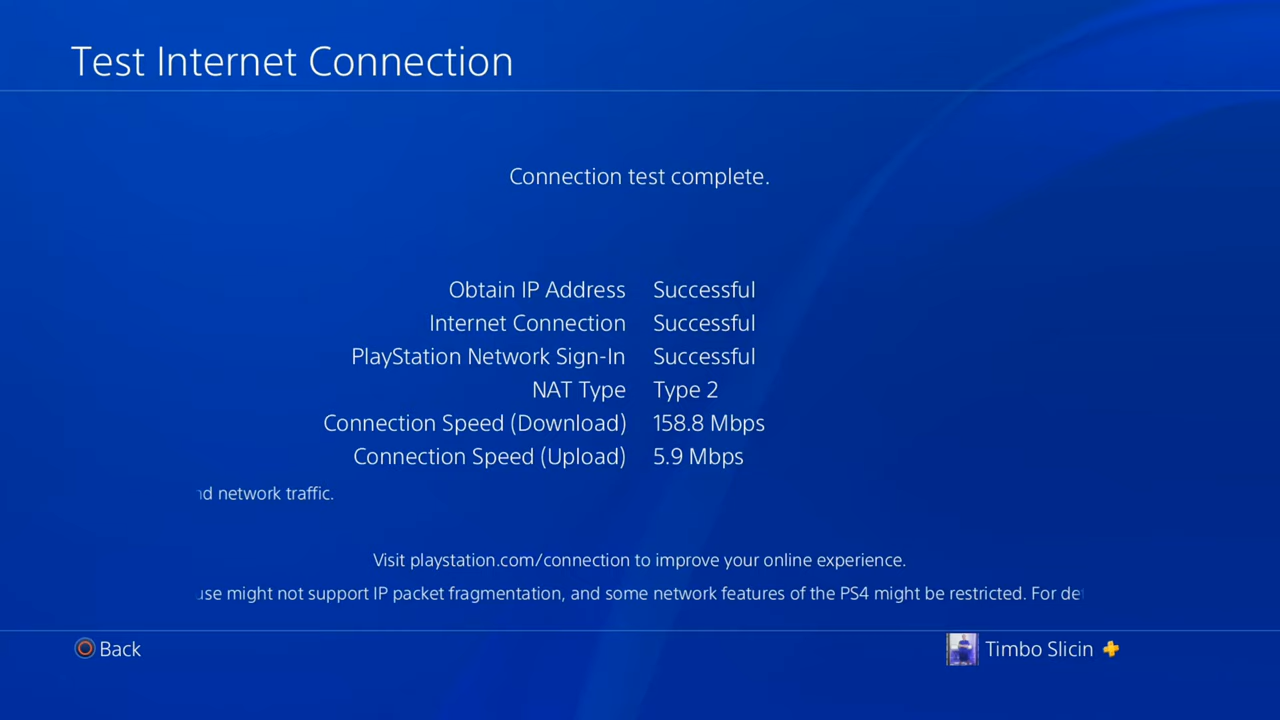 Test Internet Connection
Connection test complete.
Obtain IP Address Successful
Internet Connection Successful
PlayStation Network Sign-In Successful
NAT Type Type 2
Connection Speed (Download) 158.8 Mbps
Connection Speed (Upload) 5.9 Mbps
network traffic.
Visit playstation.com/connection to improve your online experience.
might not support IP packet fragmentation, and some network features of the PS4 might be restricted. For
Back
Timbo Slicin